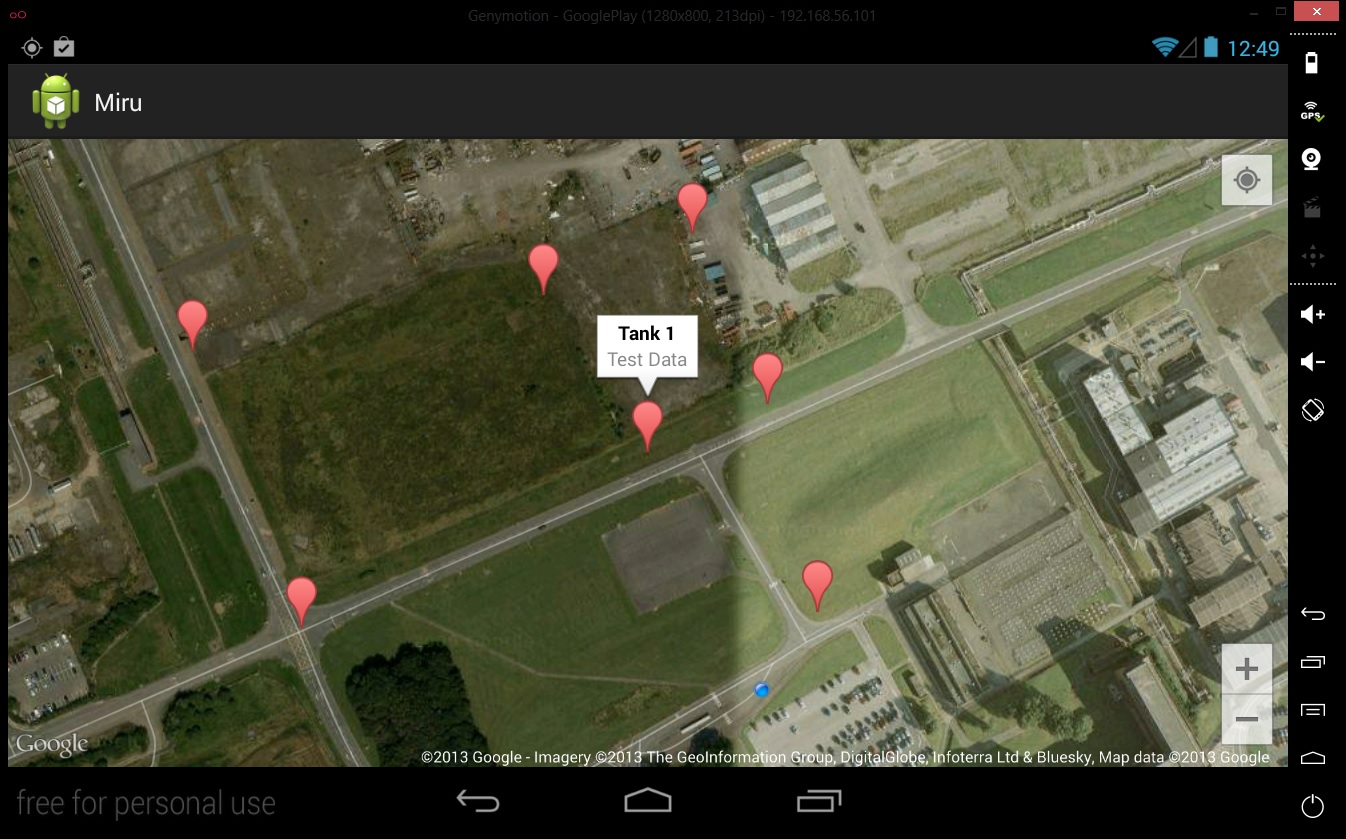 Genymotion - GooglePlay (1280x800, 213dpi) - 192.168.56.101
12:49
GPS
Miru
Tank 1
Test Data
Google
©2013 Google - Imagery ©2013 The GeoInformation Group, DigitalGlobe, Infoterra Ltd & Bluesky, Map data ©2013 Google
free for personal use